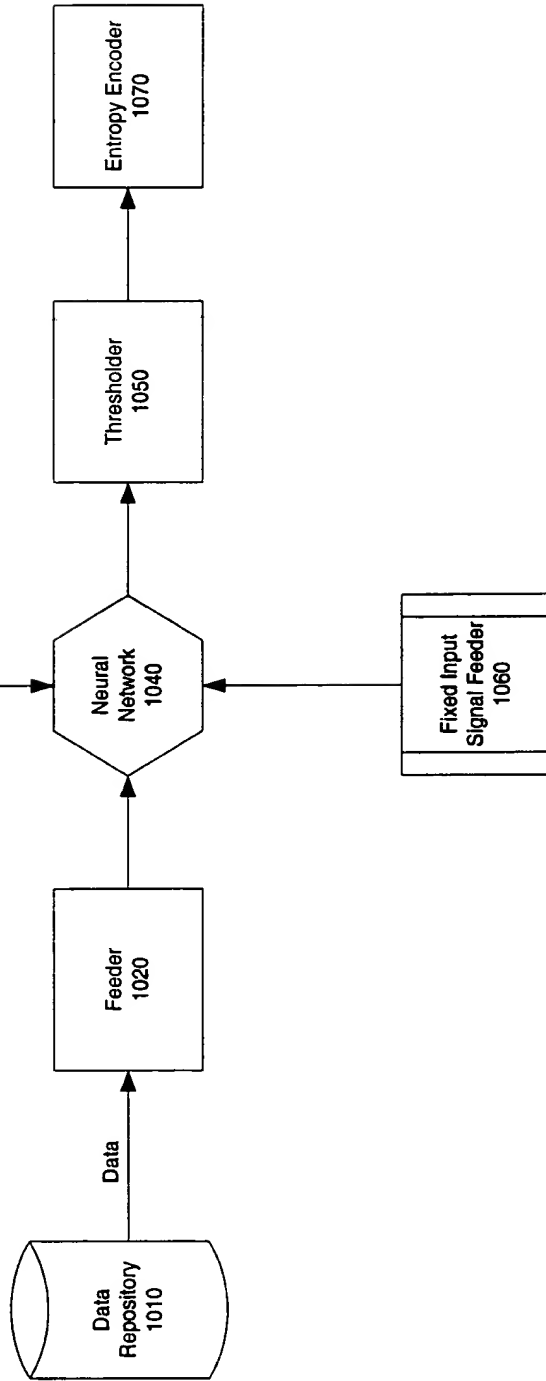 Data
Repository
1010
Data
Feeder
1020
Neural
Network
1040
Thresholder
1050
Entropy Encoder
1070
Fixed Input
Signal Feeder
1060